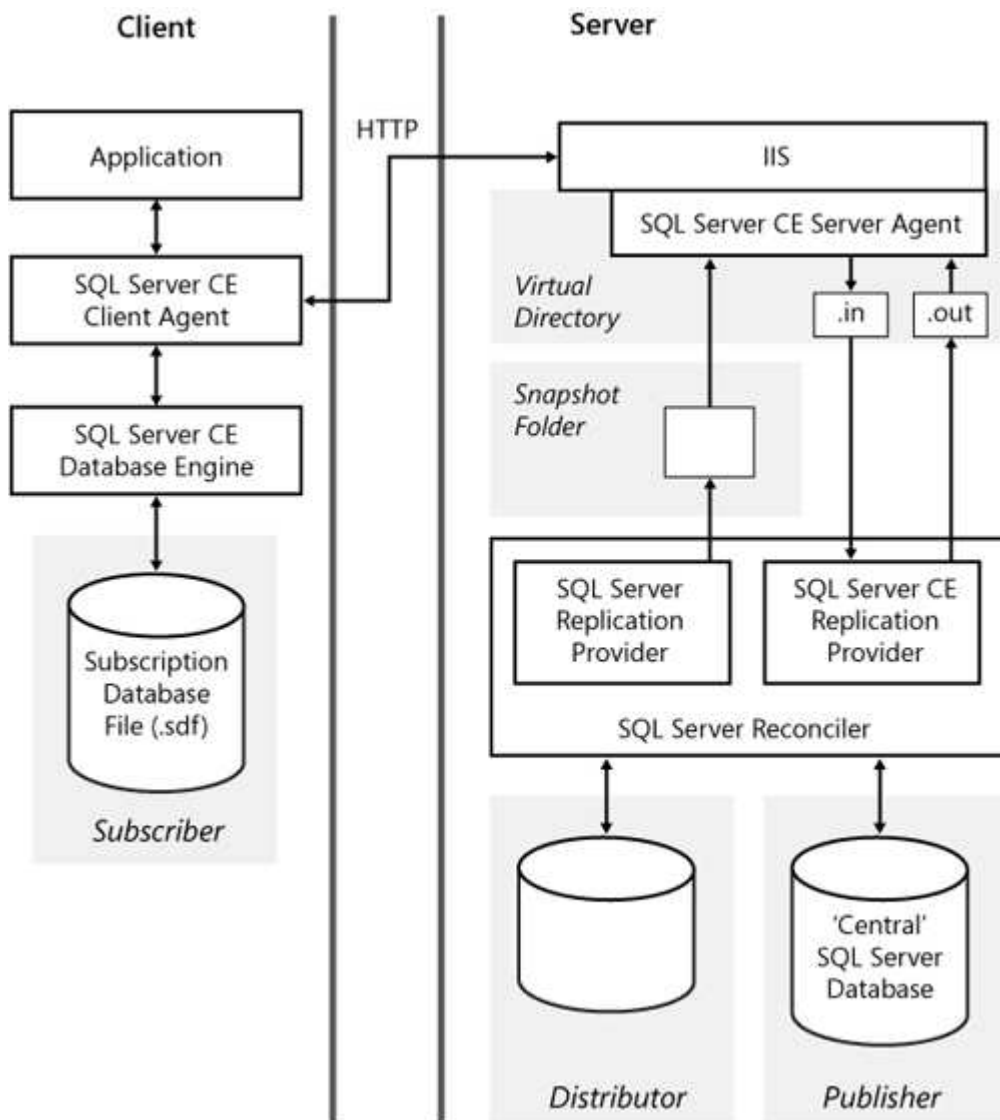 Client
Server
HTTP
Application
IIS
SQL Server CE Server Agent
SQL Server CE
Client Agent
Virtual
Directory
.in
.out
Snapshot
Folder
SQL Server CE
Database Engine
SQL Server
Replication
Provider
SQL Server CE
Replication
Provider
SQL Server Reconciler
Subscription
Database
File (.sdf)
Subscriber
'Central'
SQL Server
Database
Distributor
Publisher